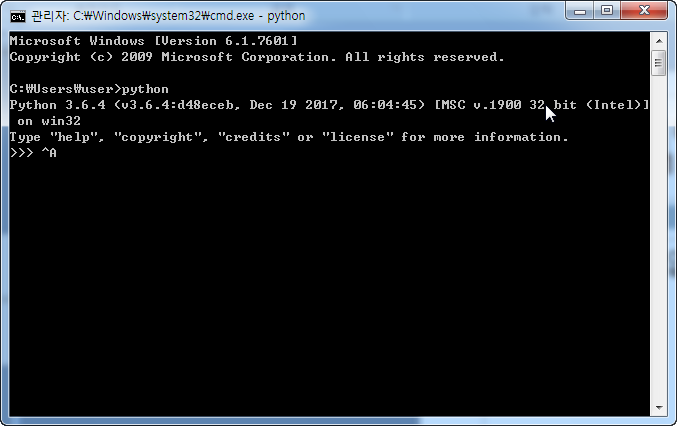 관리자: C:₩Windows₩system32₩cmd.exe - python
Microsoft Windows [Version 6.1.7601]
Copyright (c) 2009 Microsoft Corporation. All rights reserved.
C:₩Users₩user>python
Python 3.6.4 (v3.6.4:d48eceb, Dec 19 2017, 06:04:45) [MSC v.1900 32 bit (Intel)]
 on win32
Type "help", "copyright", "credits" or "license" for more information.
>>> ^A